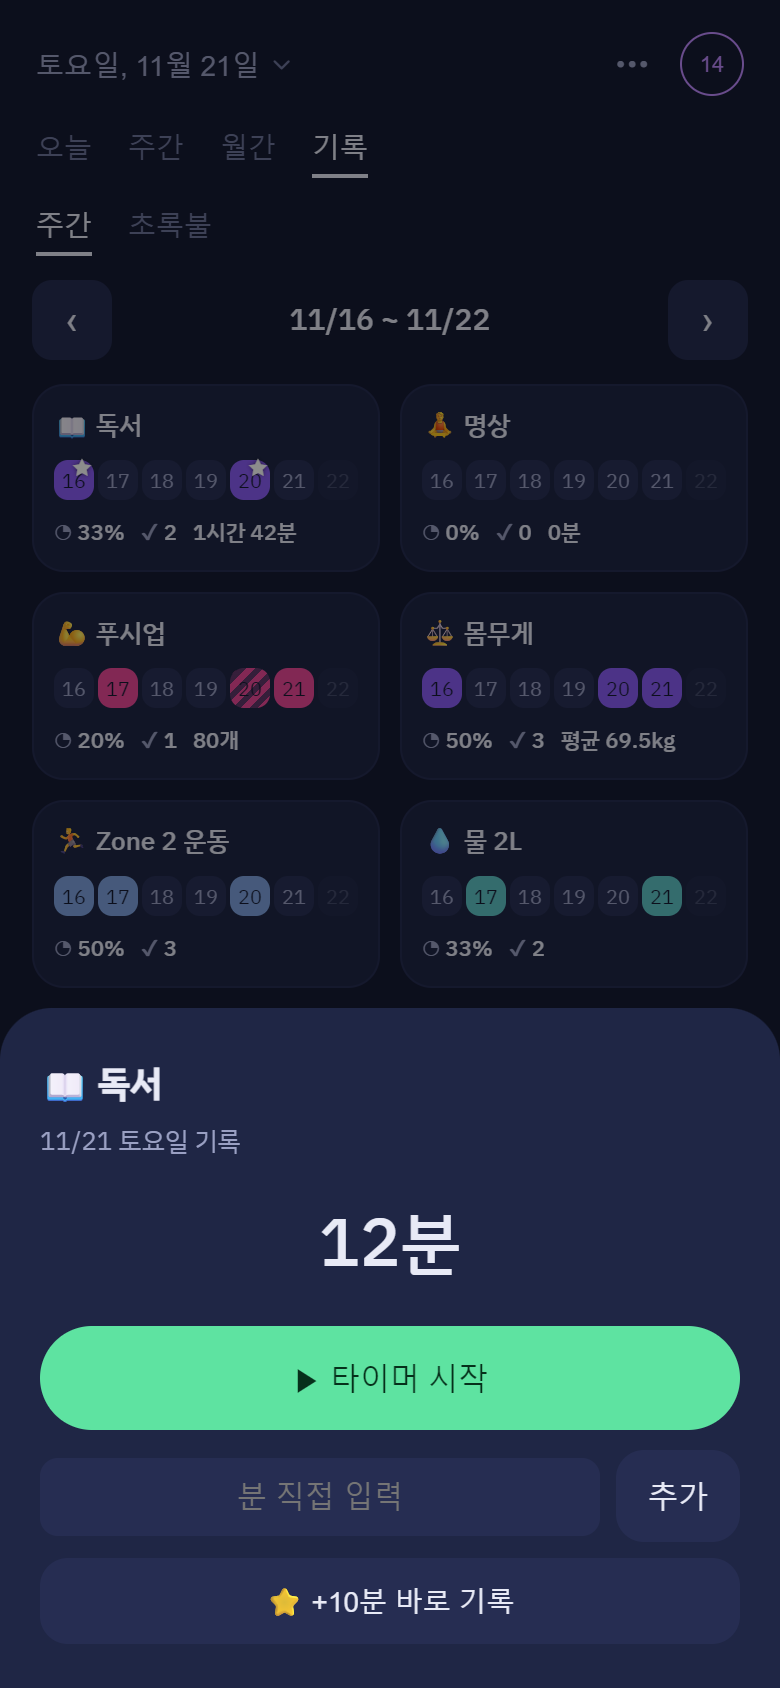 토요일, 11월 21일
14
오늘 주간 월간 기록
주간 초록불
‹ 11/16 ~ 11/22 ›
📖 독서
16 17 18 19 20 21 22
33% ✓ 2 1시간 42분
🧘 명상
16 17 18 19 20 21 22
0% ✓ 0 0분
💪 푸시업
16 17 18 19 20 21 22
20% ✓ 1 80개
⚖️ 몸무게
16 17 18 19 20 21 22
50% ✓ 3 평균 69.5kg
🏃 Zone 2 운동
16 17 18 19 20 21 22
50% ✓ 3
💧 물 2L
16 17 18 19 20 21 22
33% ✓ 2
📖 독서
11/21 토요일 기록
12분
▶ 타이머 시작
분 직접 입력
추가
⭐ +10분 바로 기록